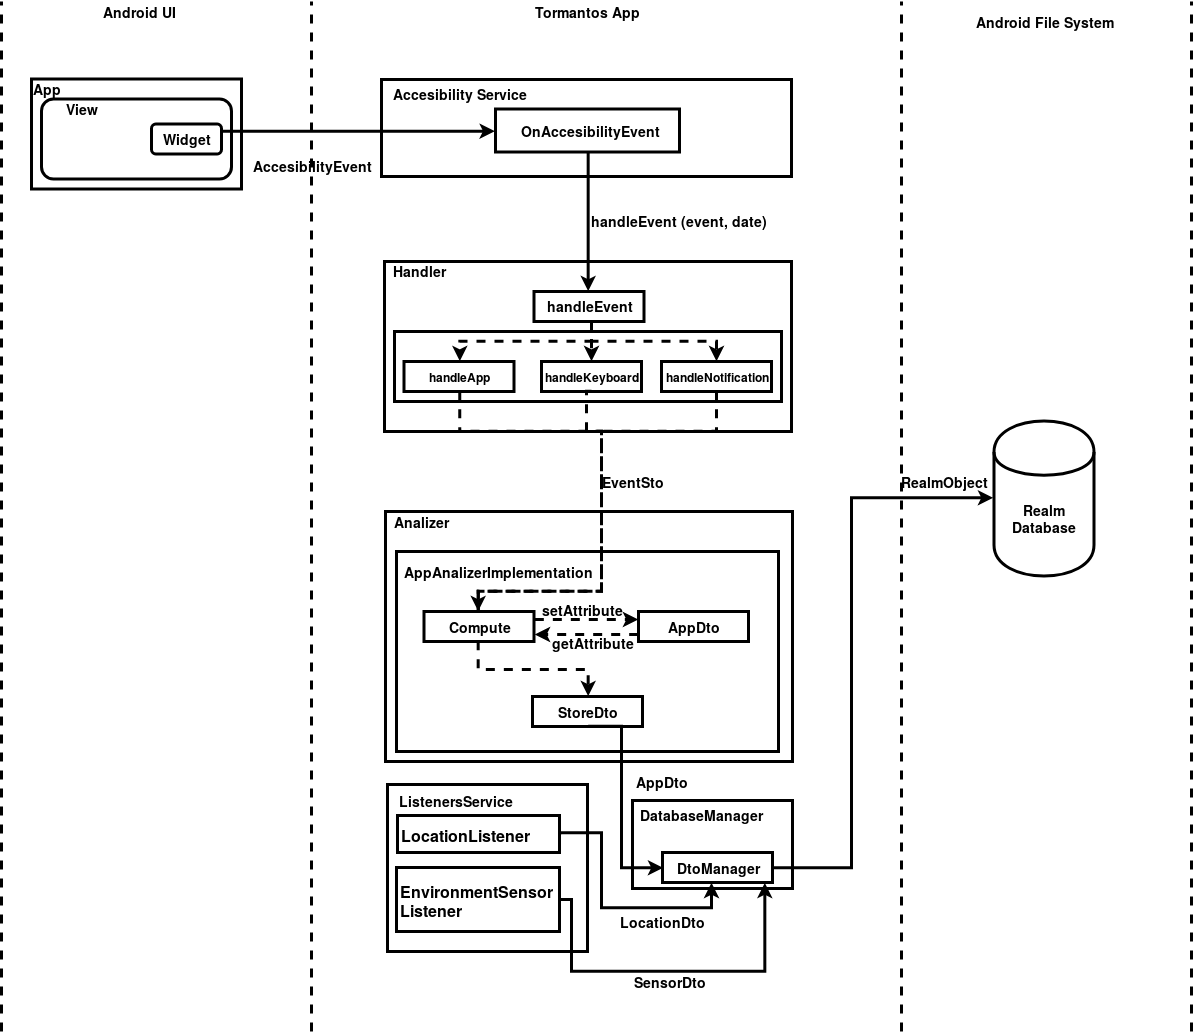 Android UI
Tormantos App
Android File System
App
View
Widget
AccesibilityEvent
Accesibility Service
OnAccesibilityEvent
handleEvent (event, date)
Handler
handleEvent
handleApp
handleKeyboard
handleNotification
EventSto
RealmObject
Realm
Database
Analizer
AppAnalizerImplementation
setAttribute
Compute
AppDto
getAttribute
StoreDto
AppDto
ListenersService
LocationListener
EnvironmentSensor
Listener
DatabaseManager
DtoManager
LocationDto
SensorDto